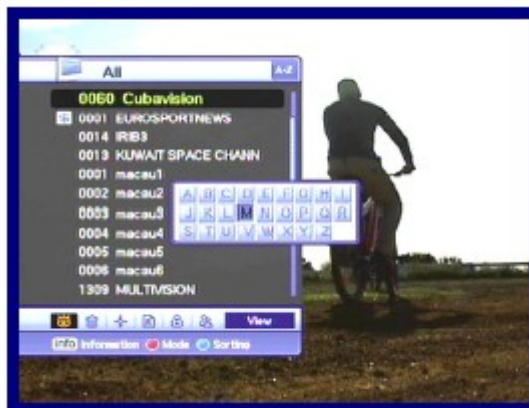 All A-Z
0060 Cubavision
0001 EUROSPORTNEWS
0014 IRIB3
0013 KUWAIT SPACE CHANN
0001 macau1
0002 macau2
0003 macau3
0004 macau4
0005 macau5
0006 macau6
1309 MULTIVISION
A B C D E F G H I
J K L M N O P Q R
S T U V W X Y Z
View
info Information Mode Sorting